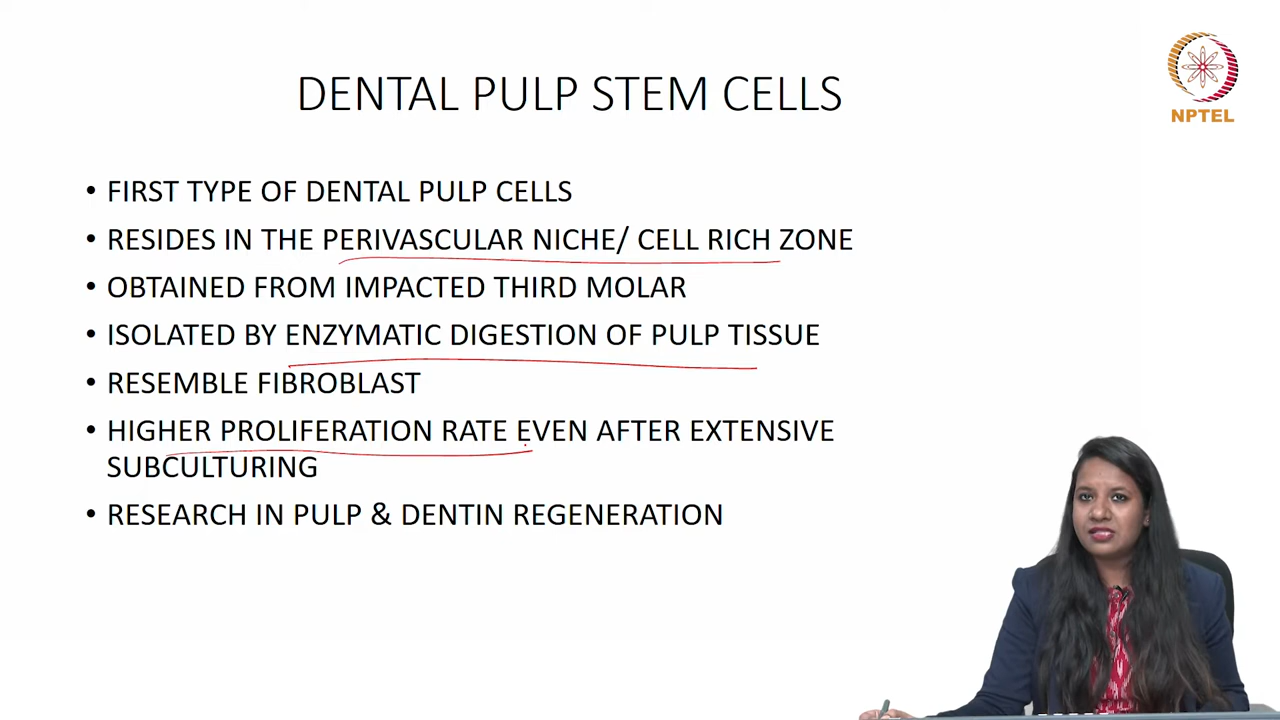 DENTAL PULP STEM CELLS
NPTEL
• FIRST TYPE OF DENTAL PULP CELLS
• RESIDES IN THE PERIVASCULAR NICHE/ CELL RICH ZONE
• OBTAINED FROM IMPACTED THIRD MOLAR
• ISOLATED BY ENZYMATIC DIGESTION OF PULP TISSUE
• RESEMBLE FIBROBLAST
• HIGHER PROLIFERATION RATE EVEN AFTER EXTENSIVE
SUBCULTURING
• RESEARCH IN PULP & DENTIN REGENERATION